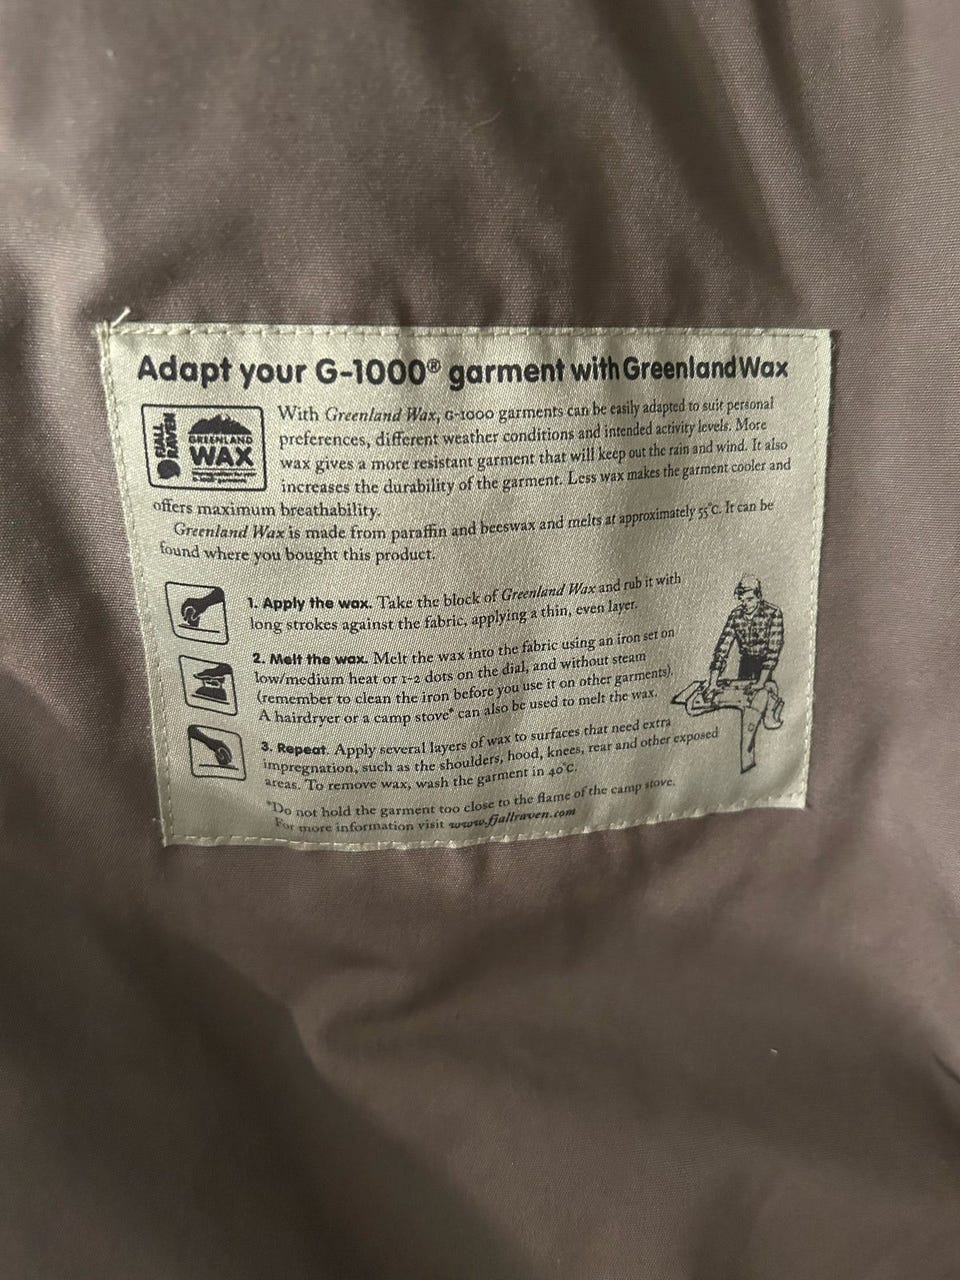 Adapt your G-1000® garment with Greenland Wax
FJÄLL
RÄVEN
GREENLAND
WAX
With Greenland Wax, G-1000 garments can be easily adapted to suit personal
preferences, different weather conditions and intended activity levels. More
wax gives a more resistant garment that will keep out the rain and wind. It also
increases the durability of the garment. Less wax makes the garment cooler and
offers maximum breathability.
Greenland Wax is made from paraffin and beeswax and melts at approximately 55°C. It can be
found where you bought this product.
1. Apply the wax. Take the block of Greenland Wax and rub it with
long strokes against the fabric, applying a thin, even layer.
2. Melt the wax. Melt the wax into the fabric using an iron set on
low/medium heat or 1-2 dots on the dial, and without steam
(remember to clean the iron before you use it on other garments).
A hairdryer or a camp stove* can also be used to melt the wax.
3. Repeat. Apply several layers of wax to surfaces that need extra
impregnation, such as the shoulders, hood, knees, rear and other exposed
areas. To remove wax, wash the garment in 40°C.
*Do not hold the garment too close to the flame of the camp stove.
For more information visit www.fjallraven.com